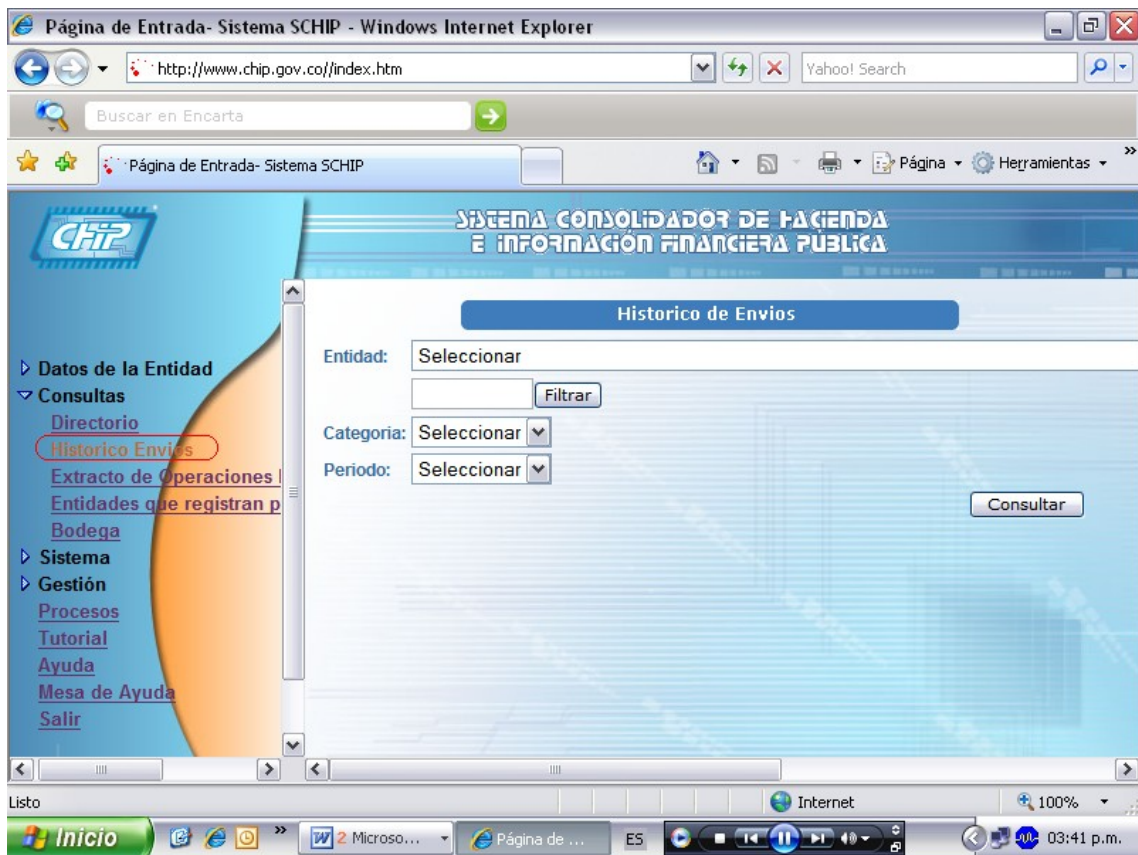 Página de Entrada- Sistema SCHIP - Windows Internet Explorer
http://www.chip.gov.co//index.htm
Yahoo! Search
Buscar en Encarta
Página de Entrada- Sistema SCHIP
Página
Herramientas
»
CHIP
SISTEMA CONSOLIDADOR DE HACIENDA
E INFORMACIÓN FINANCIERA PÚBLICA
Historico de Envios
Entidad: Seleccionar
Filtrar
Categoria: Seleccionar
Periodo: Seleccionar
Consultar
Datos de la Entidad
Consultas
Directorio
Historico Envios
Extracto de Operaciones
Entidades que registran p
Bodega
Sistema
Gestión
Procesos
Tutorial
Ayuda
Mesa de Ayuda
Salir
Listo
Internet
100%
Inicio
»
2 Microso...
Página de ...
ES
03:41 p.m.